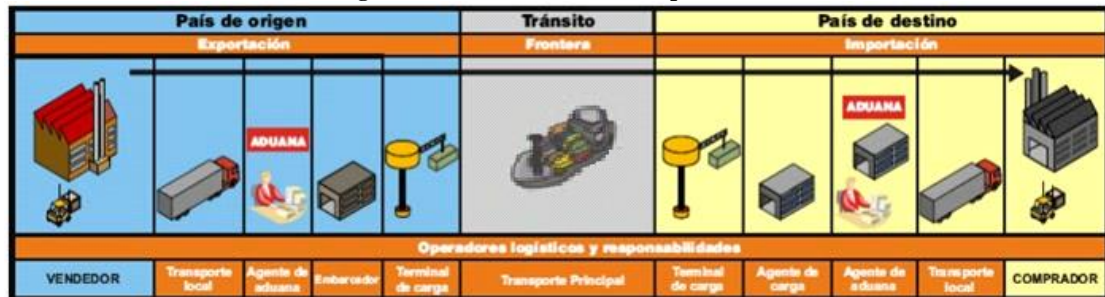 País de origen Tránsito País de destino
Exportación Frontera Importación
ADUANA
ADUANA
Operadores logísticos y responsabilidades
VENDEDOR Transporte local Agente de aduana Embarcador Terminal de carga Transporte Principal Terminal de carga Agente de carga Agente de aduana Transporte local COMPRADOR